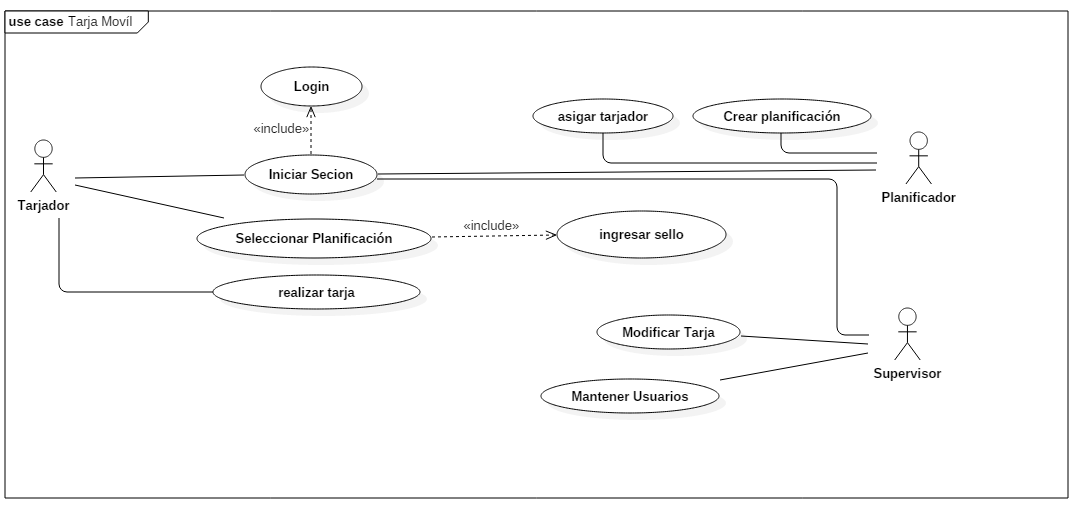 use case Tarja Movíl
Login
«include»
asigar tarjador
Crear planificación
Iniciar Secion
Tarjador
Planificador
Seleccionar Planificación
«include»
ingresar sello
realizar tarja
Modificar Tarja
Supervisor
Mantener Usuarios